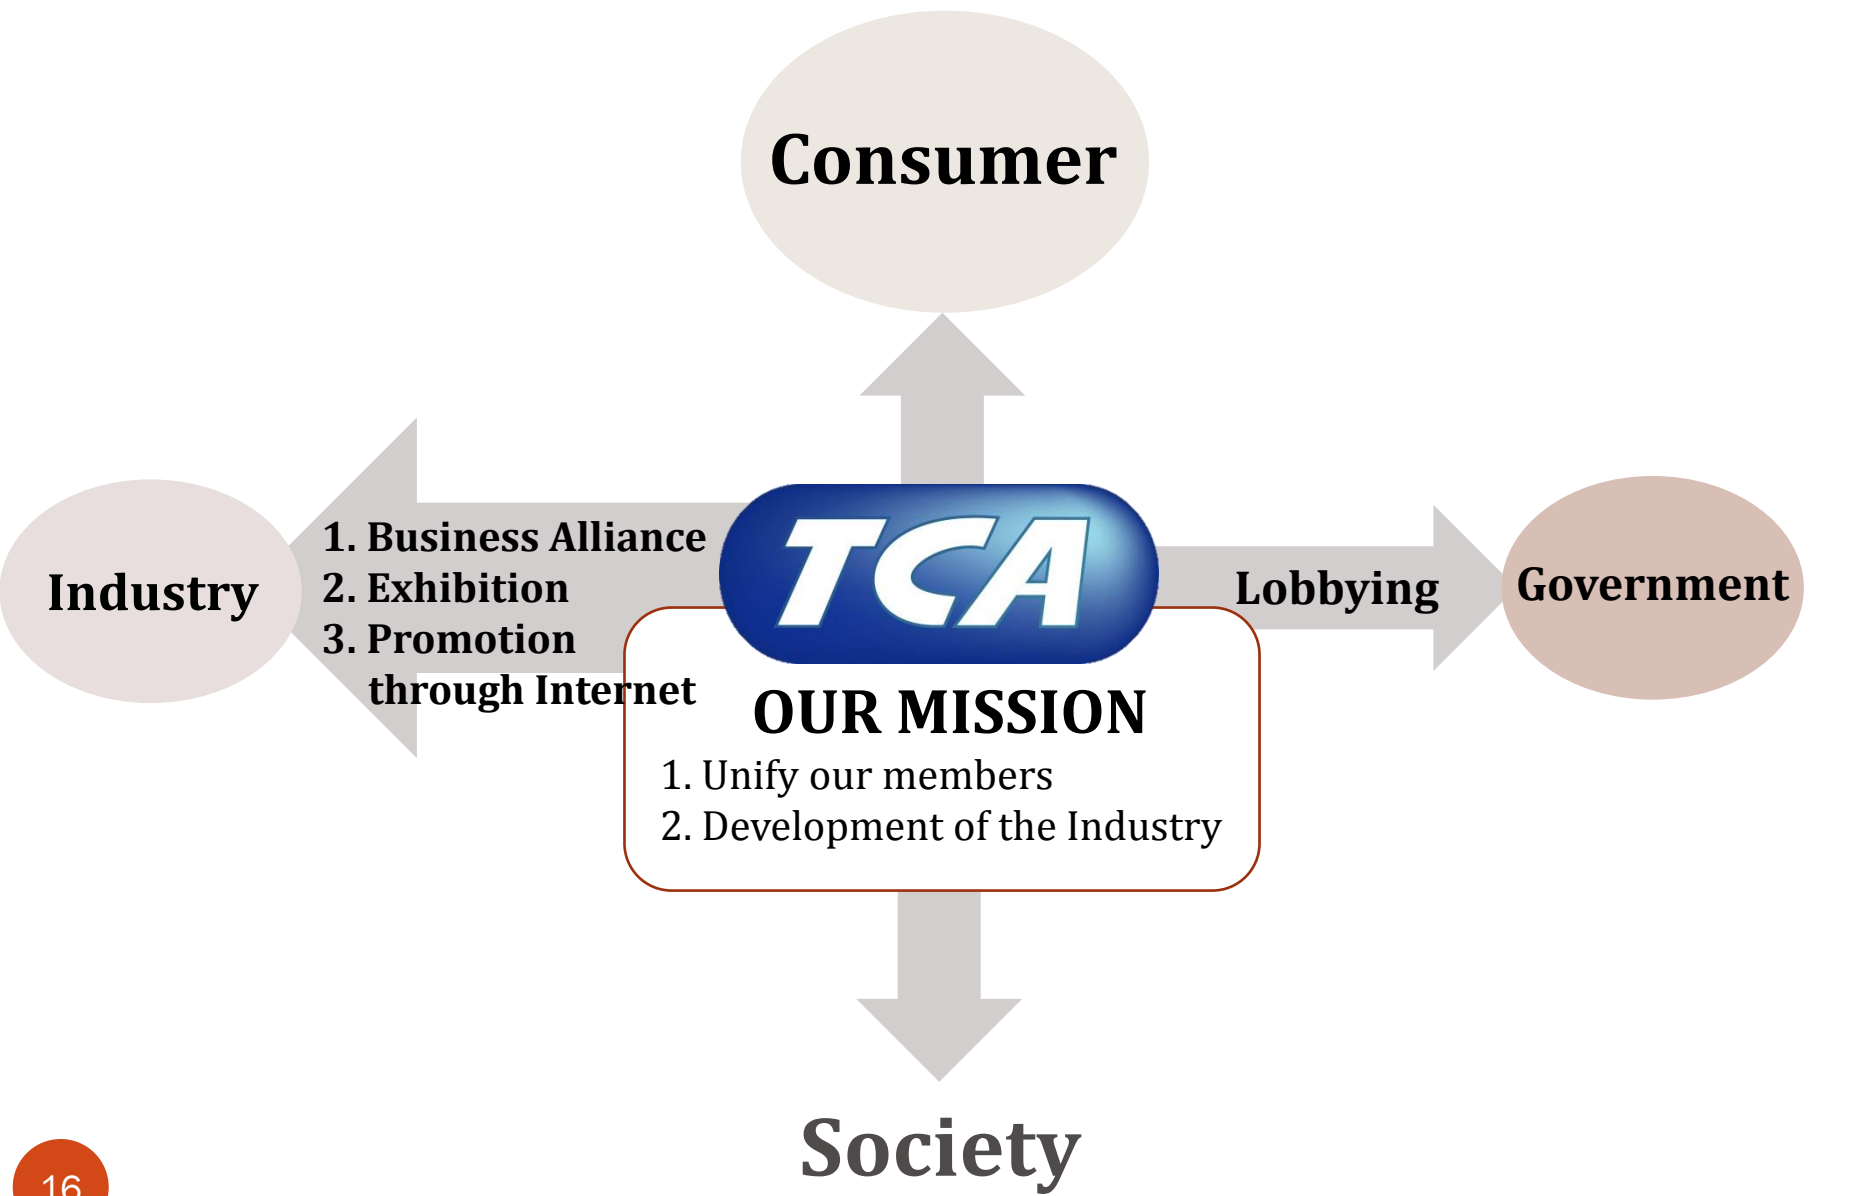 Consumer
Industry
1. Business Alliance
2. Exhibition
3. Promotion
through Internet
TCA
Lobbying
Government
OUR MISSION
1. Unify our members
2. Development of the Industry
Society
16